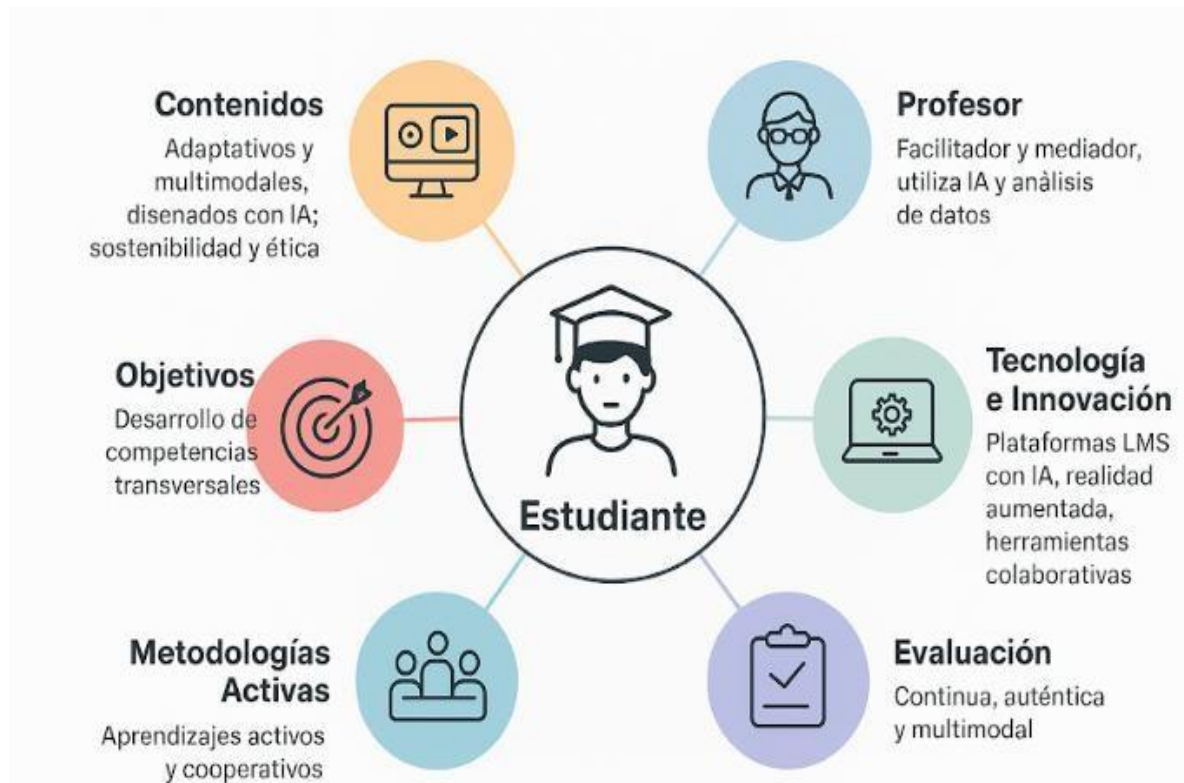 Contenidos
Adaptativos y
multimodales,
disenados con IA;
sostenibilidad y ética
Profesor
Facilitador y mediador,
utiliza IA y anàlisis
de datos
Objetivos
Desarrollo de
competencias
transversales
Estudiante
Tecnología
e Innovación
Plataformas LMS
con IA, realidad
aumentada,
herramientas
colaborativas
Metodologías
Activas
Aprendizajes activos
y cooperativos
Evaluación
Continua, auténtica
y multimodal